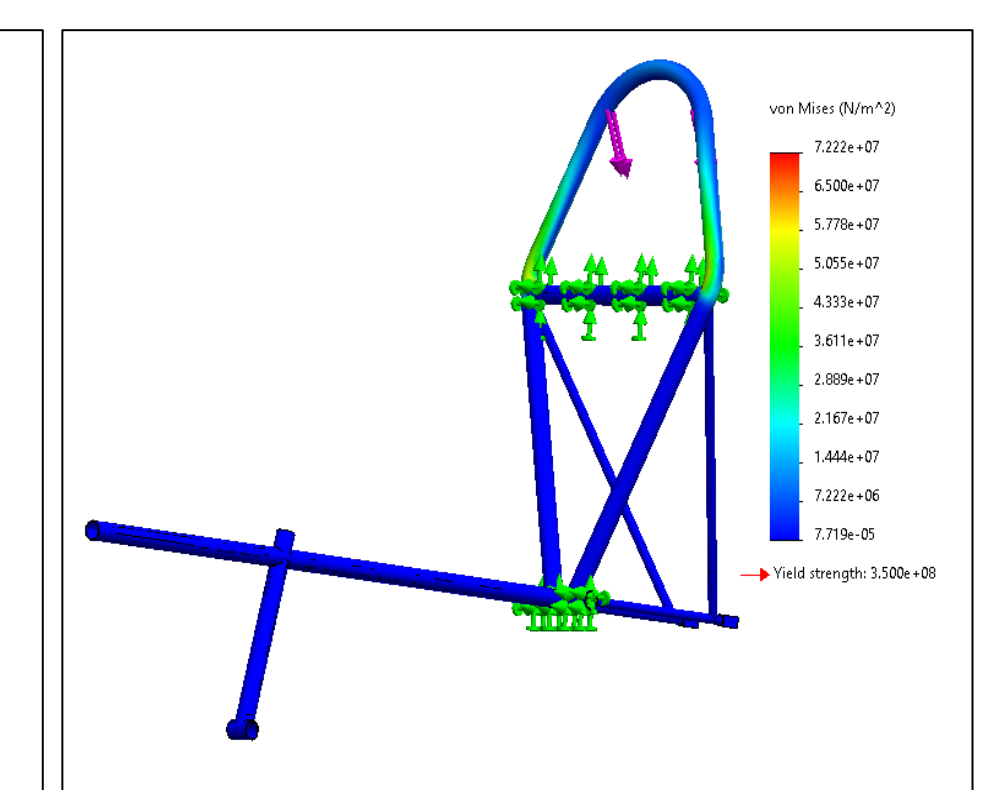 von Mises (N/m^2)
7.222e+07
6.500e+07
5.778e+07
5.055e+07
4.333e+07
3.611e+07
2.889e+07
2.167e+07
1.444e+07
7.222e+06
7.719e-05
Yield strength: 3.500e+08